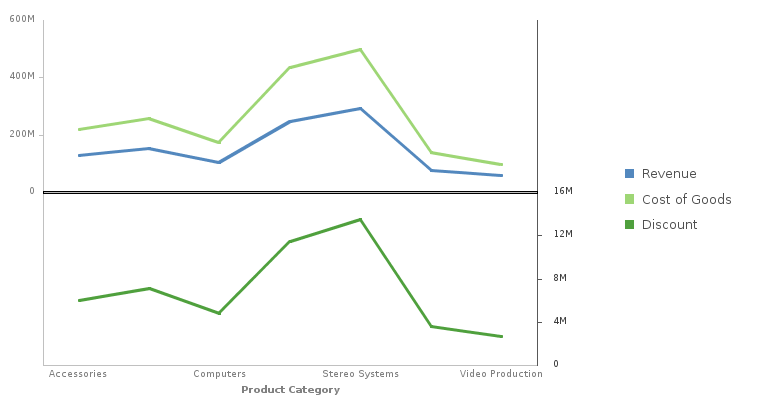 600M
400M
200M
0
16M
12M
8M
4M
0
Accessories Computers Stereo Systems Video Production
Product Category
Revenue
Cost of Goods
Discount